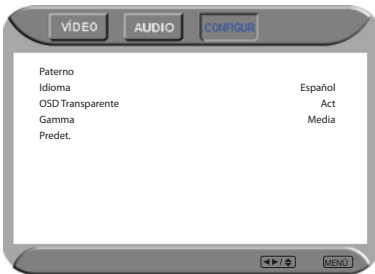 VÍDEO AUDIO CONFIGUR
Paterno
Idioma Español
OSD Transparente Act
Gamma Media
Predet.
◄►/ MENÚ